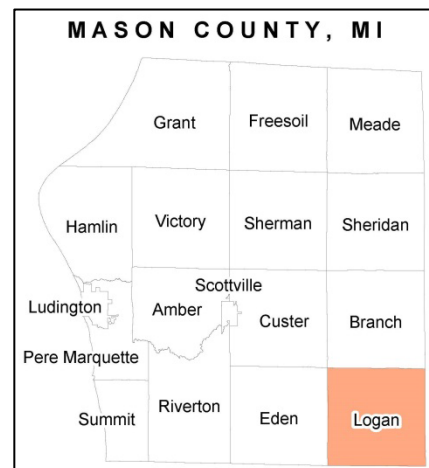 MASON COUNTY, MI
Grant
Freesoil
Meade
Hamlin
Victory
Sherman
Sheridan
Scottville
Ludington
Amber
Custer
Branch
Pere Marquette
Summit
Riverton
Eden
Logan